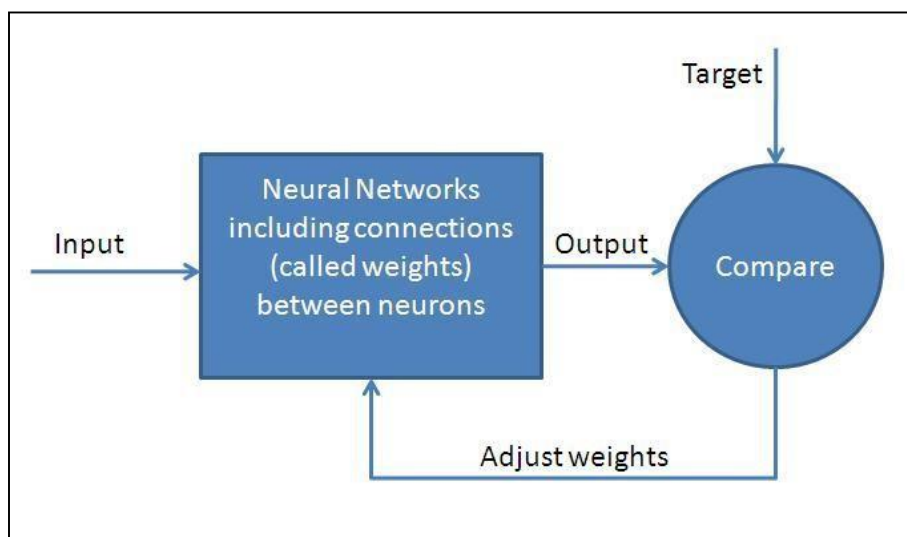 Target
Neural Networks
including connections
(called weights)
between neurons
Input
Output
Compare
Adjust weights